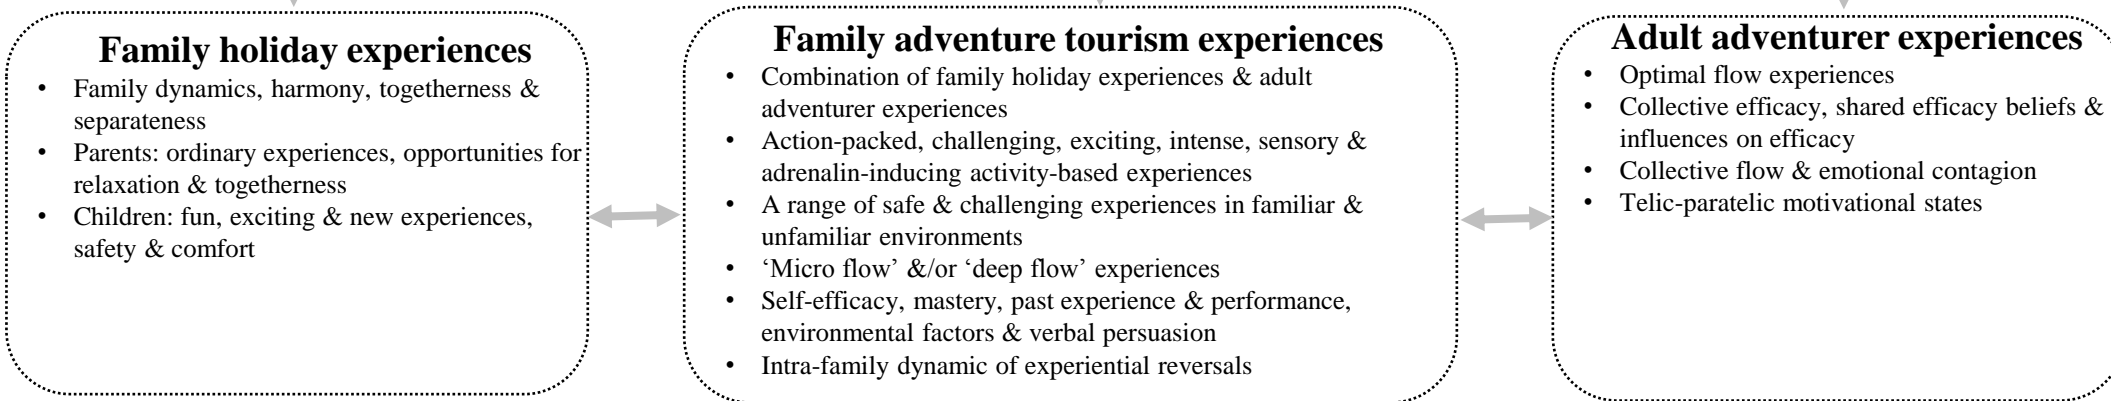 Family holiday experiences
• Family dynamics, harmony, togetherness &
separateness
• Parents: ordinary experiences, opportunities for
relaxation & togetherness
• Children: fun, exciting & new experiences,
safety & comfort
Family adventure tourism experiences
• Combination of family holiday experiences & adult
adventurer experiences
• Action-packed, challenging, exciting, intense, sensory &
adrenalin-inducing activity-based experiences
• A range of safe & challenging experiences in familiar &
unfamiliar environments
• ‘Micro flow’ &/or ‘deep flow’ experiences
• Self-efficacy, mastery, past experience & performance,
environmental factors & verbal persuasion
• Intra-family dynamic of experiential reversals
Adult adventurer experiences
• Optimal flow experiences
• Collective efficacy, shared efficacy beliefs &
influences on efficacy
• Collective flow & emotional contagion
• Telic-paratelic motivational states